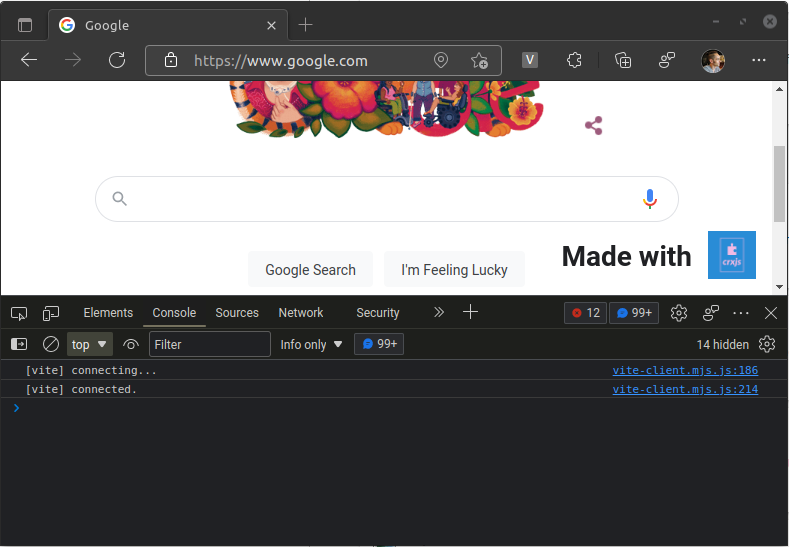 Google
https://www.google.com
V
Google Search
I'm Feeling Lucky
Made with
crxjs
Elements Console Sources Network Security
12
99+
top
Filter
Info only
99+
14 hidden
[vite] connecting... vite-client.mjs.js:186
[vite] connected. vite-client.mjs.js:214